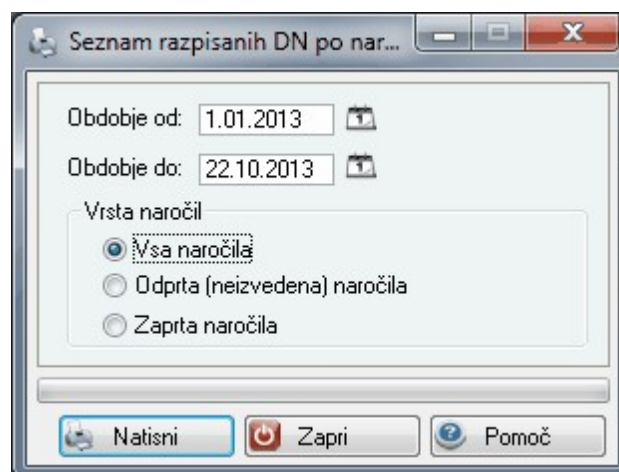 Seznam razpisanih DN po nar...
Obdobje od: 1.01.2013
Obdobje do: 22.10.2013
Vrsta naročil
Vsa naročila
Odprta (neizvedena) naročila
Zaprta naročila
Natisni Zapri Pomoč